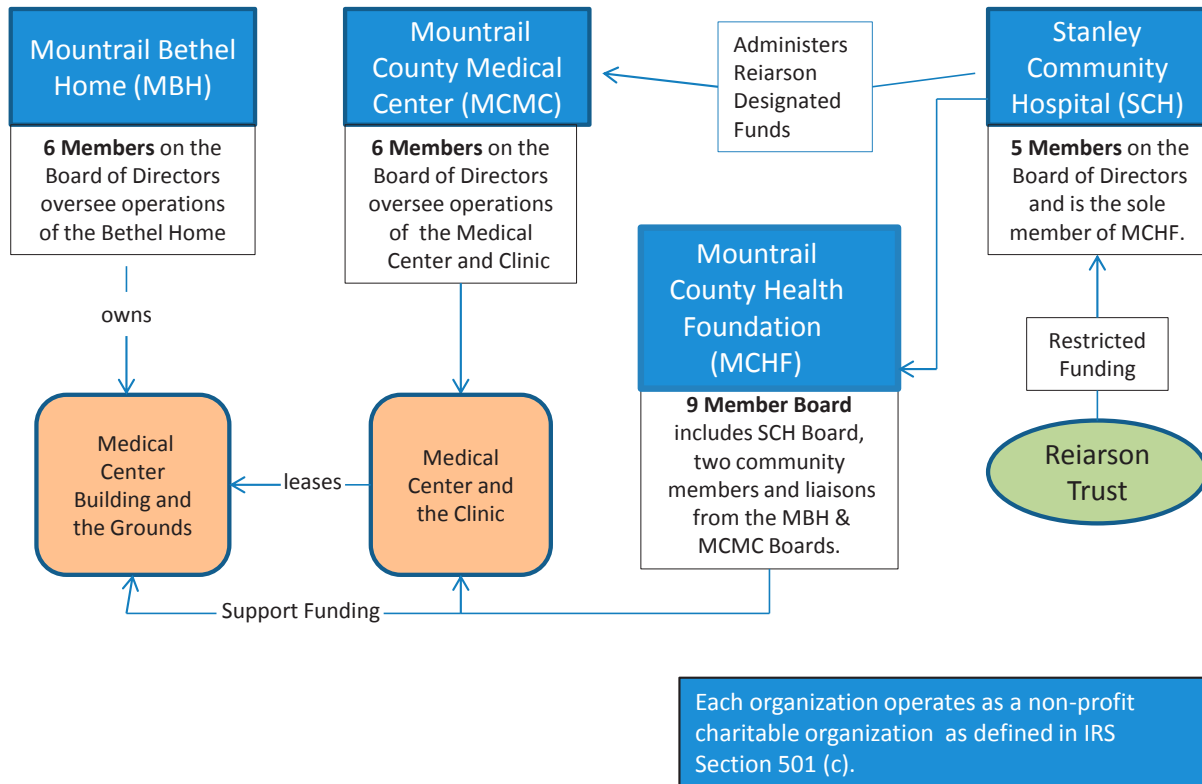 Mountrail Bethel
Home (MBH)
6 Members on the
Board of Directors
oversee operations
of the Bethel Home
owns
Medical
Center
Building and
the Grounds
Mountrail
County Medical
Center (MCMC)
6 Members on the
Board of Directors
oversee operations
of the Medical
Center and Clinic
leases
Medical
Center and
the Clinic
Support Funding
Administers
Reiarson
Designated
Funds
Mountrail
County Health
Foundation
(MCHF)
9 Member Board
includes SCH Board,
two community
members and liaisons
from the MBH &
MCMC Boards.
Stanley
Community
Hospital (SCH)
5 Members on the
Board of Directors
and is the sole
member of MCHF.
Restricted
Funding
Reiarson
Trust
Each organization operates as a non-profit
charitable organization as defined in IRS
Section 501 (c).